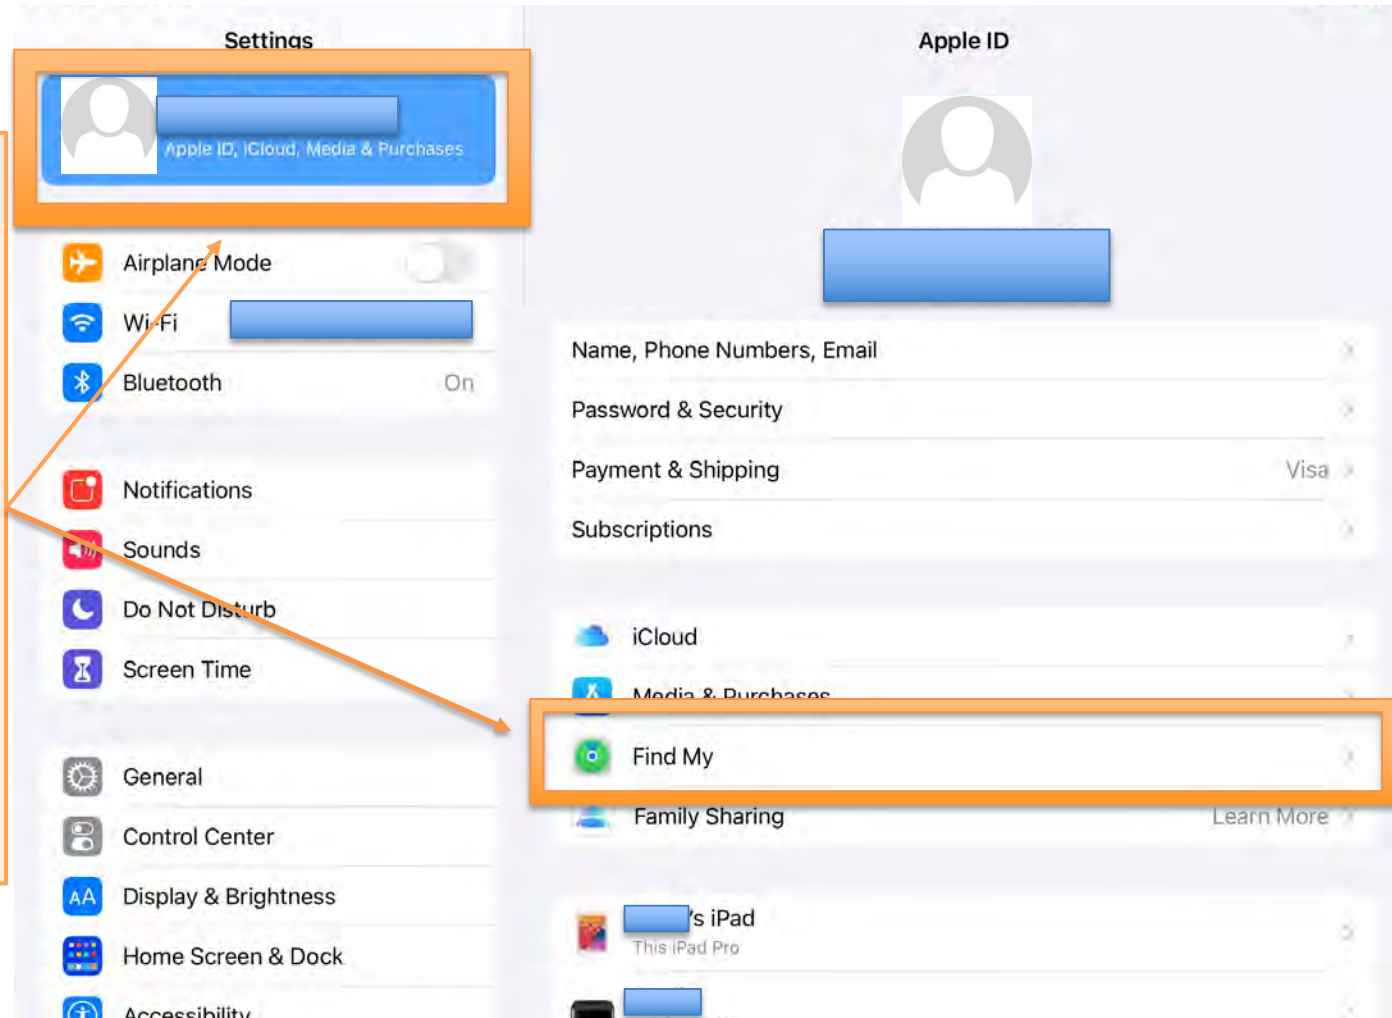 Settings
Apple ID, iCloud, Media & Purchases
Airplane Mode
Wi-Fi
Bluetooth On
Notifications
Sounds
Do Not Disturb
Screen Time
General
Control Center
AA Display & Brightness
Home Screen & Dock
Accessibility
Apple ID
Name, Phone Numbers, Email
Password & Security
Payment & Shipping Visa
Subscriptions
iCloud
Media & Purchases
Find My
Family Sharing Learn More
's iPad
This iPad Pro